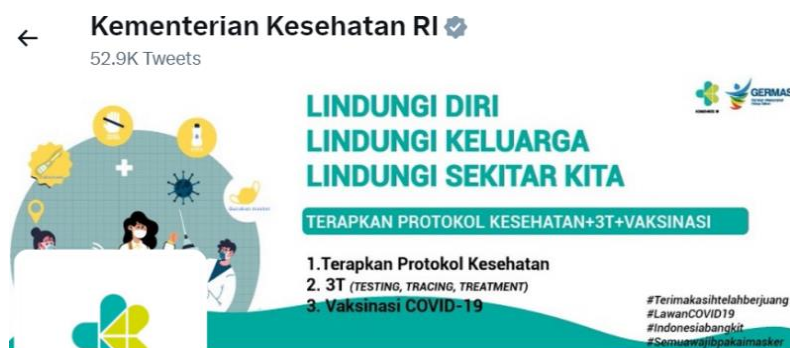 Kementerian Kesehatan RI
52.9K Tweets
LINDUNGI DIRI
LINDUNGI KELUARGA
LINDUNGI SEKITAR KITA
GERMAS
TERAPKAN PROTOKOL KESEHATAN+3T+VAKSINASI
1.Terapkan Protokol Kesehatan
2. 3T (TESTING, TRACING, TREATMENT)
3. Vaksinasi COVID-19
#Terimakasihtelahberjuang
#LawanCOVID19
#Indonesiabangkit
#Semuawajibpakaimasker